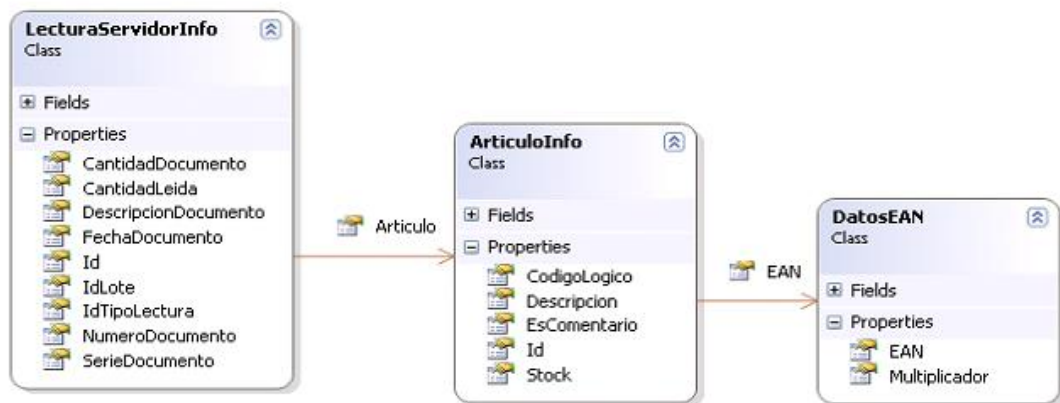 LecturaServidorInfo
Class
Fields
Properties
CantidadDocumento
CantidadLeida
DescripcionDocumento
FechaDocumento
Id
IdLote
IdTipoLectura
NumeroDocumento
SerieDocumento
Articulo
ArticuloInfo
Class
Fields
Properties
CodigoLogico
Descripcion
EsComentario
Id
Stock
EAN
DatosEAN
Class
Fields
Properties
EAN
Multiplicador